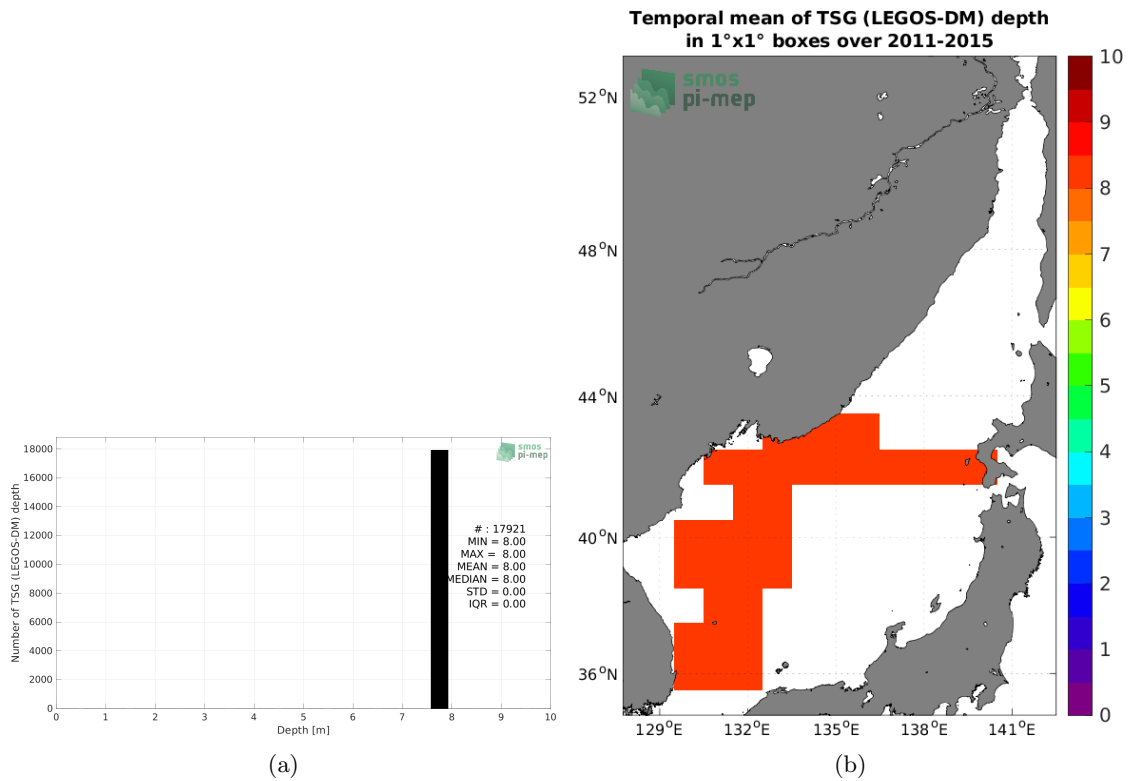 18000
16000
14000
12000
10000
8000
6000
4000
2000
0
Number of TSG (LEGOS-DM) depth
smos
pi-mep
# : 17921
MIN = 8.00
MAX = 8.00
MEAN = 8.00
MEDIAN = 8.00
STD = 0.00
IQR = 0.00
0 1 2 3 4 5 6 7 8 9 10
Depth [m]
(a)
Temporal mean of TSG (LEGOS-DM) depth
in 1°x1° boxes over 2011-2015
smos
pi-mep
52°N
48°N
44°N
40°N
36°N
129°E 132°E 135°E 138°E 141°E
10
9
8
7
6
5
4
3
2
1
0
(b)